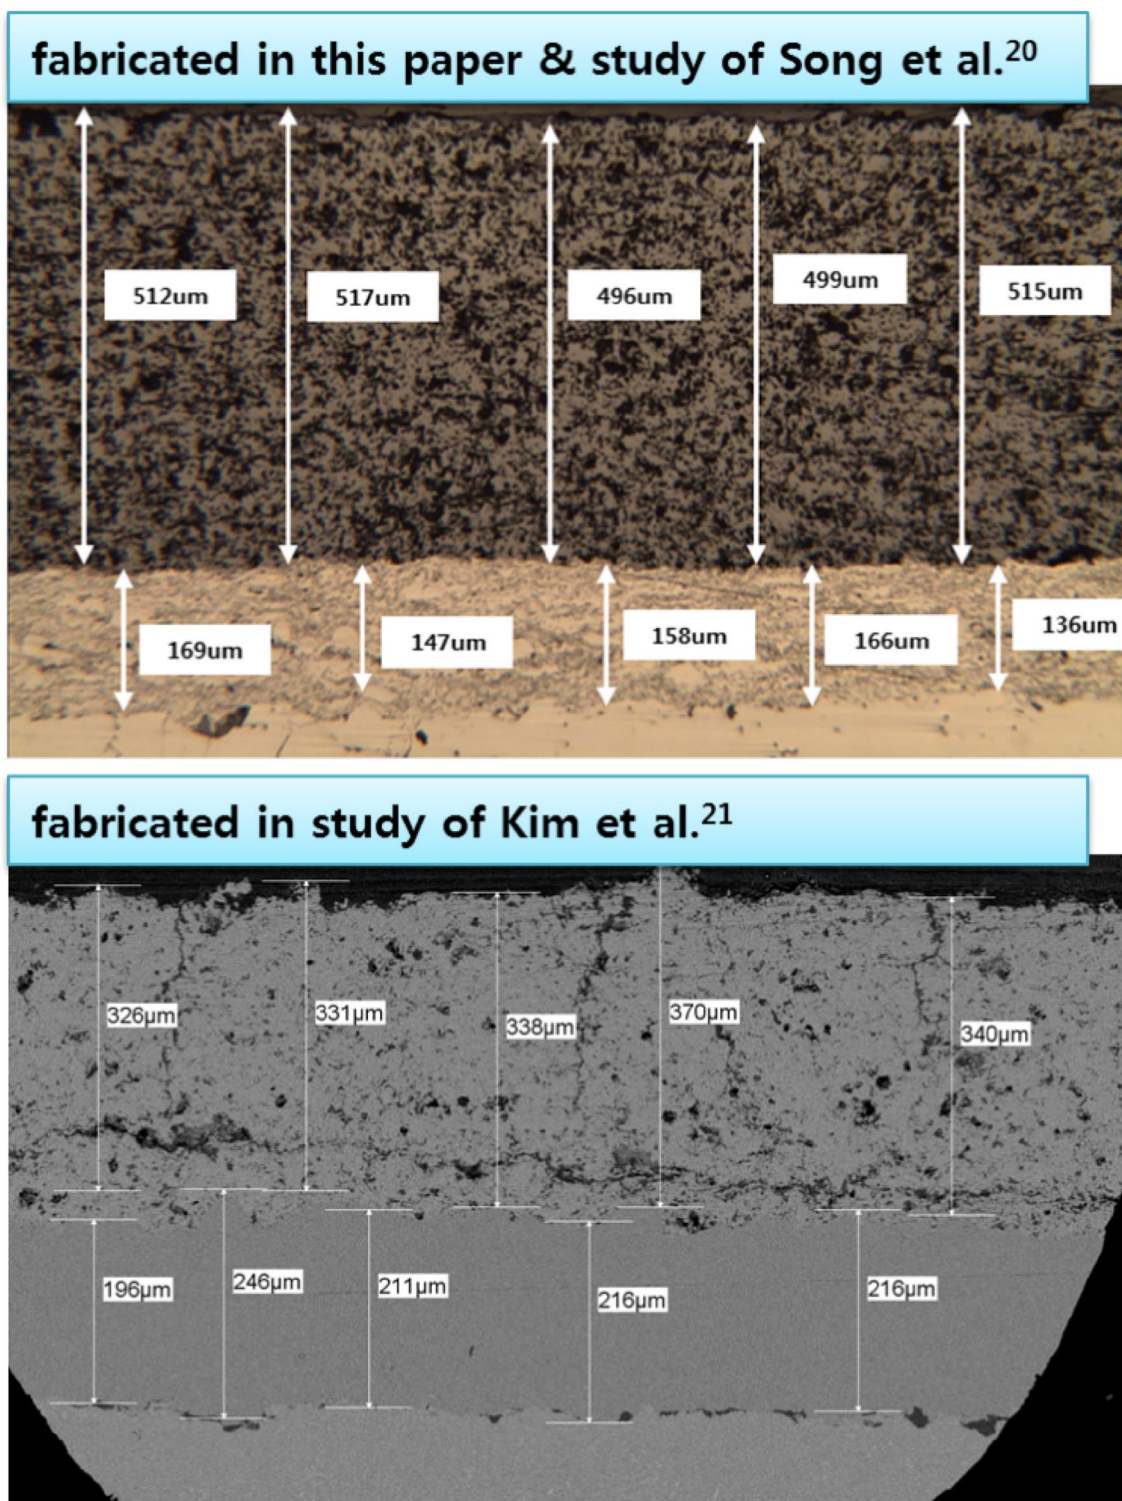 fabricated in this paper & study of Song et al.20
512um
517um
496um
499um
515um
169um
147um
158um
166um
136um
fabricated in study of Kim et al.21
326µm
331µm
338µm
370µm
340µm
196µm
246µm
211µm
216µm
216µm